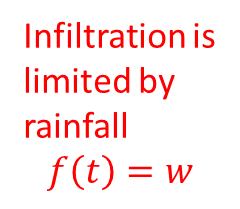 Infiltration is
limited by
rainfall
f(t) = w